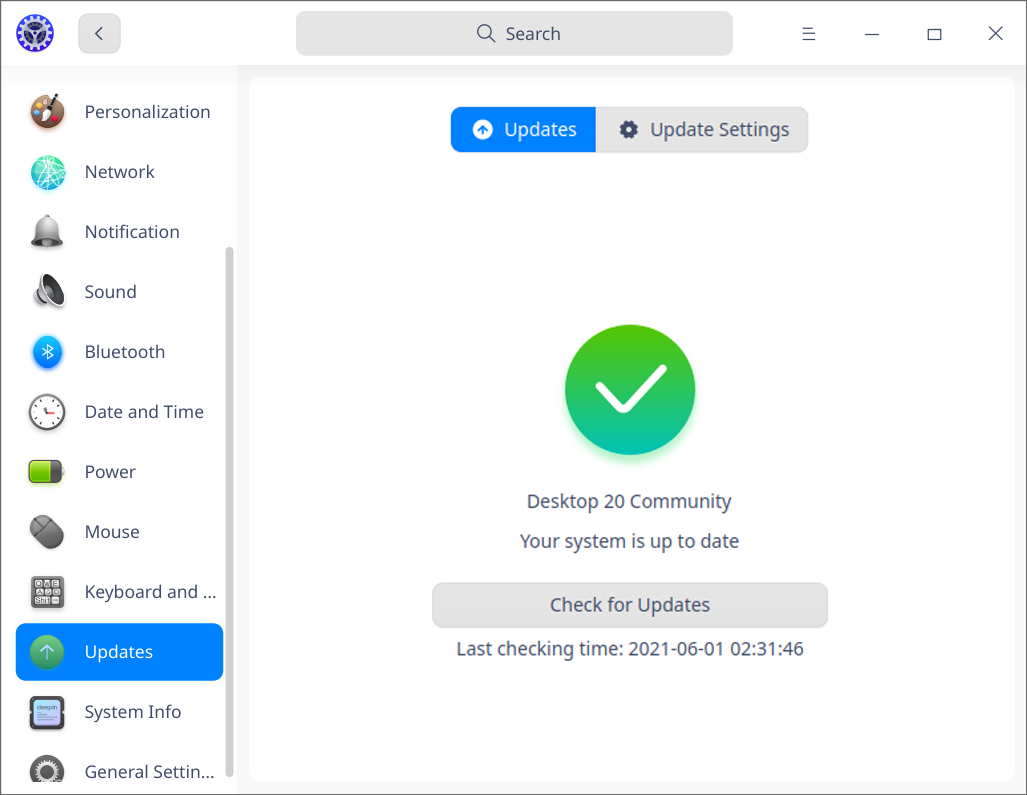 Search
Personalization
Network
Notification
Sound
Bluetooth
Date and Time
Power
Mouse
Keyboard and ...
Updates
System Info
General Settin...
Updates
Update Settings
Desktop 20 Community
Your system is up to date
Check for Updates
Last checking time: 2021-06-01 02:31:46